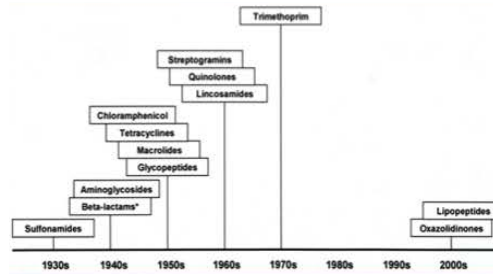 Trimethoprim
Streptogramins
Quinolones
Lincosamides
Chloramphenicol
Tetracyclines
Macrolides
Glycopeptides
Aminoglycosides
Beta-lactams*
Lipopeptides
Sulfonamides
Oxazolidinones
1930s 1940s 1950s 1960s 1970s 1980s 1990s 2000s